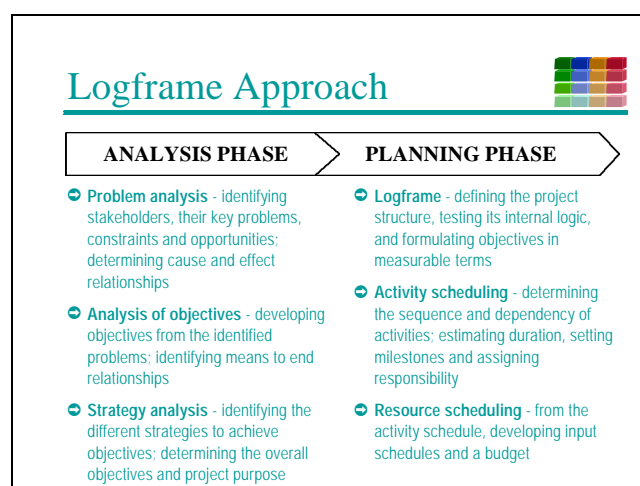 Logframe Approach
ANALYSIS PHASE
PLANNING PHASE
Problem analysis - identifying
stakeholders, their key problems,
constraints and opportunities;
determining cause and effect
relationships
Analysis of objectives - developing
objectives from the identified
problems; identifying means to end
relationships
Strategy analysis - identifying the
different strategies to achieve
objectives; determining the overall
objectives and project purpose
Logframe - defining the project
structure, testing its internal logic,
and formulating objectives in
measurable terms
Activity scheduling - determining
the sequence and dependency of
activities; estimating duration, setting
milestones and assigning
responsibility
Resource scheduling - from the
activity schedule, developing input
schedules and a budget